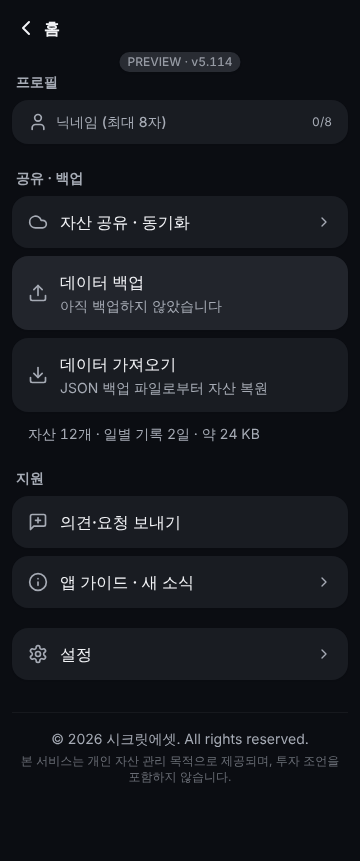 홈
PREVIEW · v5.114
프로필
닉네임 (최대 8자)
0/8
공유 · 백업
자산 공유 · 동기화
데이터 백업
아직 백업하지 않았습니다
데이터 가져오기
JSON 백업 파일로부터 자산 복원
자산 12개 · 일별 기록 2일 · 약 24 KB
지원
의견·요청 보내기
앱 가이드 · 새 소식
설정
© 2026 시크릿에셋. All rights reserved.
본 서비스는 개인 자산 관리 목적으로 제공되며, 투자 조언을
포함하지 않습니다.